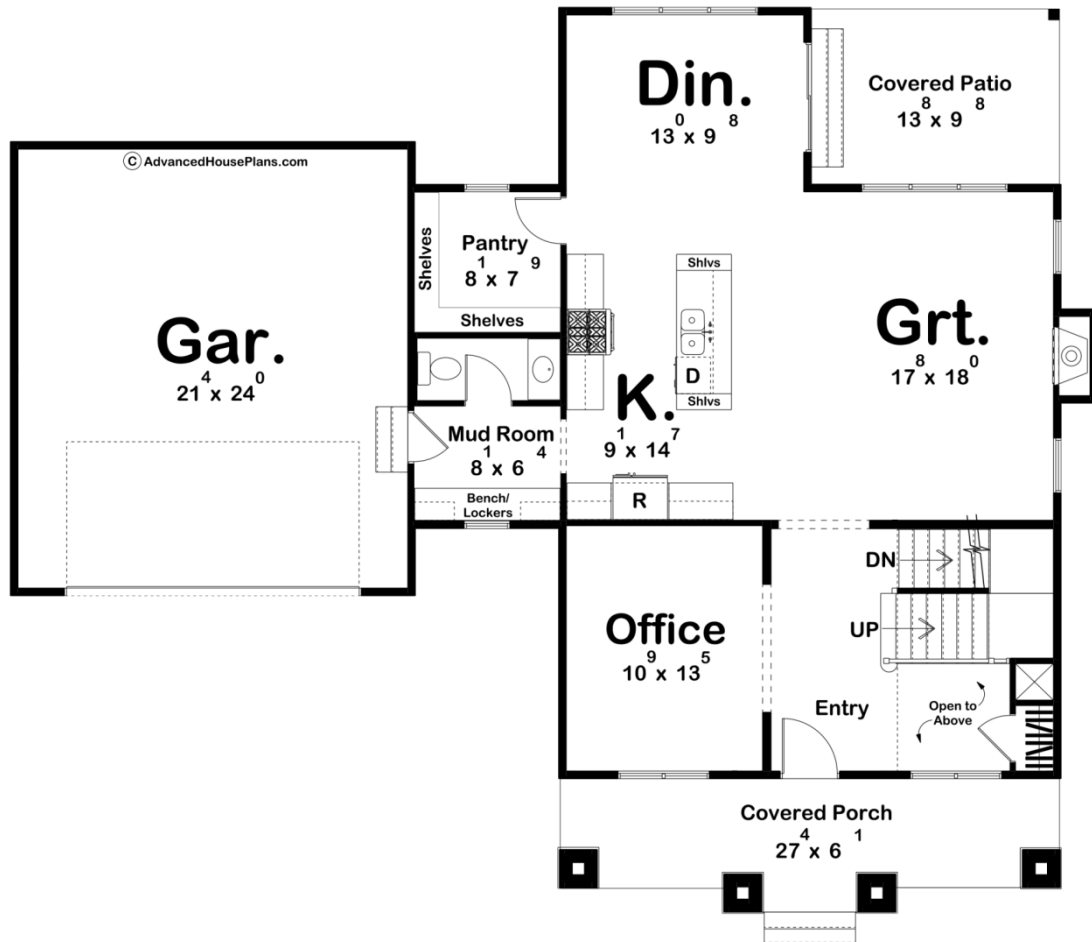 Din.
13⁰ x 9⁸
Covered Patio
13⁸ x 9⁸
© AdvancedHousePlans.com
Shelves
Pantry
8¹ x 7⁹
Shelves
Shlvs
Gar.
21⁴ x 24⁰
Grt.
17⁸ x 18⁰
D
Shlvs
K.
9¹ x 14⁷
Mud Room
8¹ x 6⁴
Bench/
Lockers
R
DN
UP
Office
10⁹ x 13⁵
Entry
Open to
Above
Covered Porch
27⁴ x 6¹